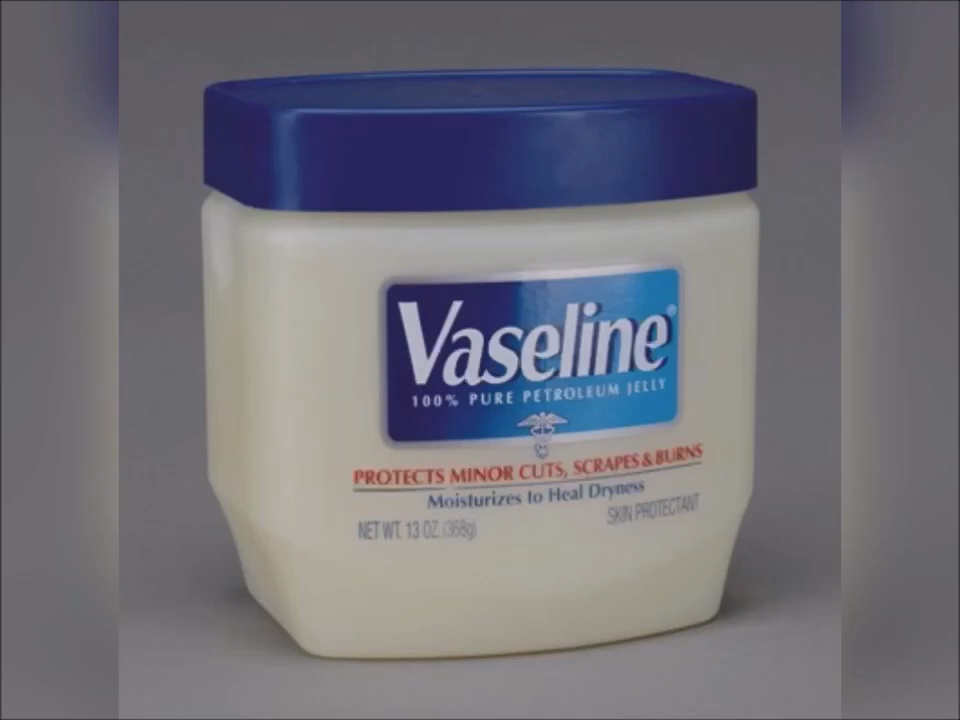 Vaseline®
100% PURE PETROLEUM JELLY
PROTECTS MINOR CUTS, SCRAPES & BURNS
Moisturizes to Heal Dryness
NET WT. 13 OZ. (368g) SKIN PROTECTANT